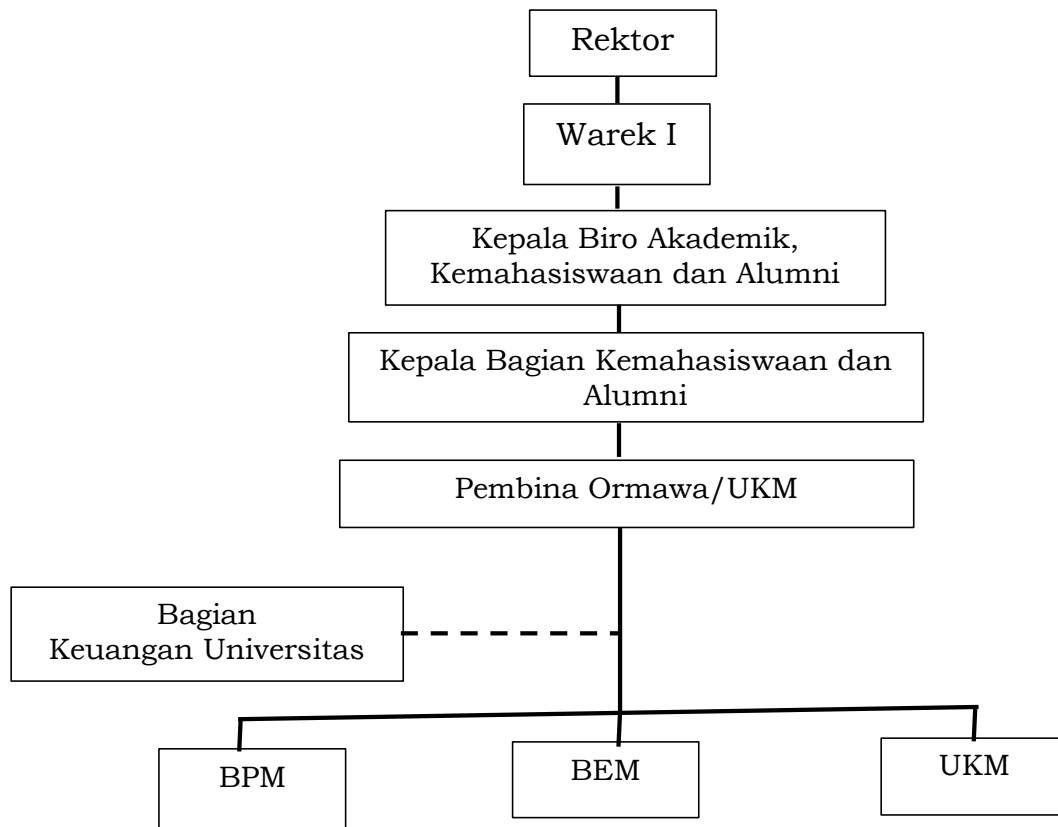 Rektor
Warek I
Kepala Biro Akademik,
Kemahasiswaan dan Alumni
Kepala Bagian Kemahasiswaan dan
Alumni
Pembina Ormawa/UKM
Bagian
Keuangan Universitas
BPM
BEM
UKM